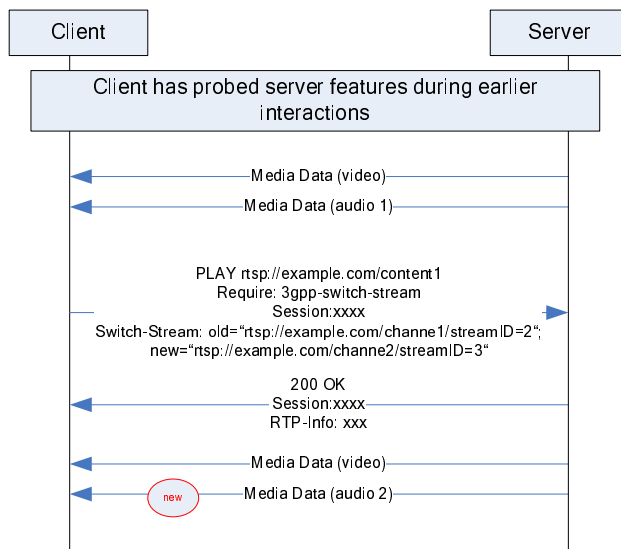 Client
Server
Client has probed server features during earlier
interactions
Media Data (video)
Media Data (audio 1)
PLAY rtsp://example.com/content1
Require: 3gpp-switch-stream
Session:xxxx
Switch-Stream: old=“rtsp://example.com/channe1/streamID=2“;
new=“rtsp://example.com/channe2/streamID=3“
200 OK
Session:xxxx
RTP-Info: xxx
Media Data (video)
new
Media Data (audio 2)